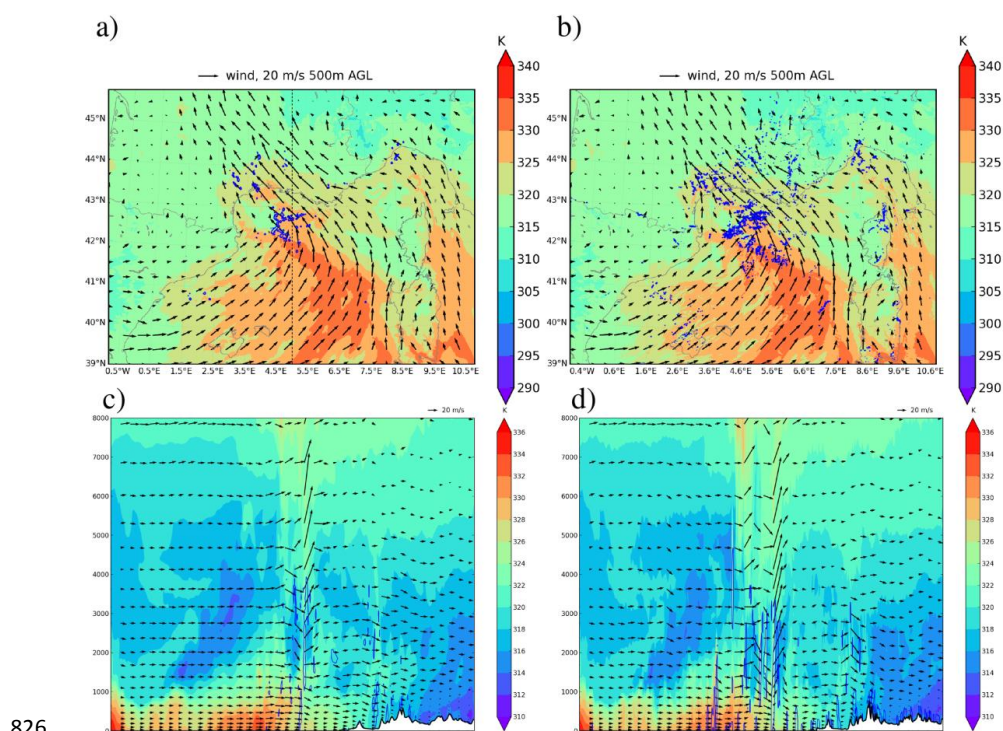 a)
b)
K
wind, 20 m/s 500m AGL
340
335
330
325
320
315
310
305
300
295
290
45°N
44°N
43°N
42°N
41°N
40°N
39°N
0.5°W 0.5°E 1.5°E 2.5°E 3.5°E 4.5°E 5.5°E 6.5°E 7.5°E 8.5°E 9.5°E 10.5°E
K
wind, 20 m/s 500m AGL
340
335
330
325
320
315
310
305
300
295
290
45°N
44°N
43°N
42°N
41°N
40°N
39°N
0.4°W 0.6°E 1.6°E 2.6°E 3.6°E 4.6°E 5.6°E 6.6°E 7.6°E 8.6°E 9.6°E 10.6°E
c)
20 m/s
K
8000
7000
6000
5000
4000
3000
2000
1000
336
334
332
330
328
326
324
322
320
318
316
314
312
310
d)
20 m/s
K
8000
7000
6000
5000
4000
3000
2000
1000
336
334
332
330
328
326
324
322
320
318
316
314
312
310
826